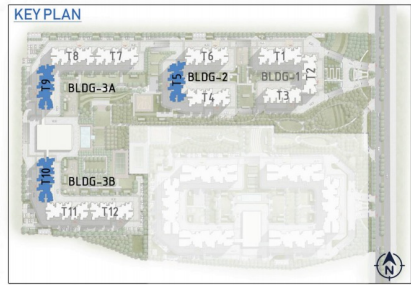 KEY PLAN
T8 T7 T6 T1
T9 BLDG-3A T5 BLDG-2 BLDG-1 T2
T4 T3
T10 BLDG-3B
T11 T12
N